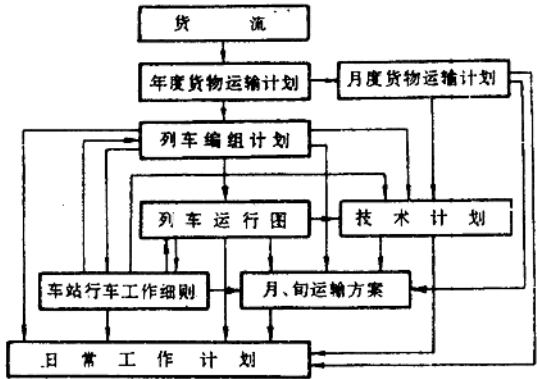 货 流
年度货物运输计划
月度货物运输计划
列车编组计划
列车运行图
技术计划
车站行车工作细则
月、旬运输方案
日常工作计划